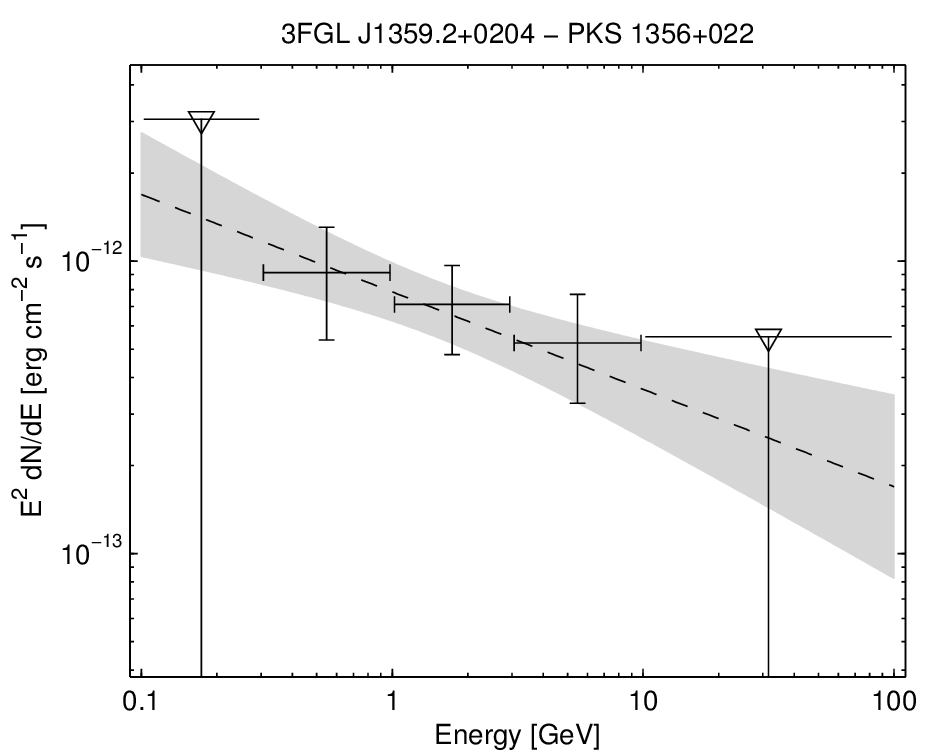 3FGL J1359.2+0204 − PKS 1356+022
E² dN/dE [erg cm⁻² s⁻¹]
10⁻¹²
10⁻¹³
0.1 1 10 100
Energy [GeV]